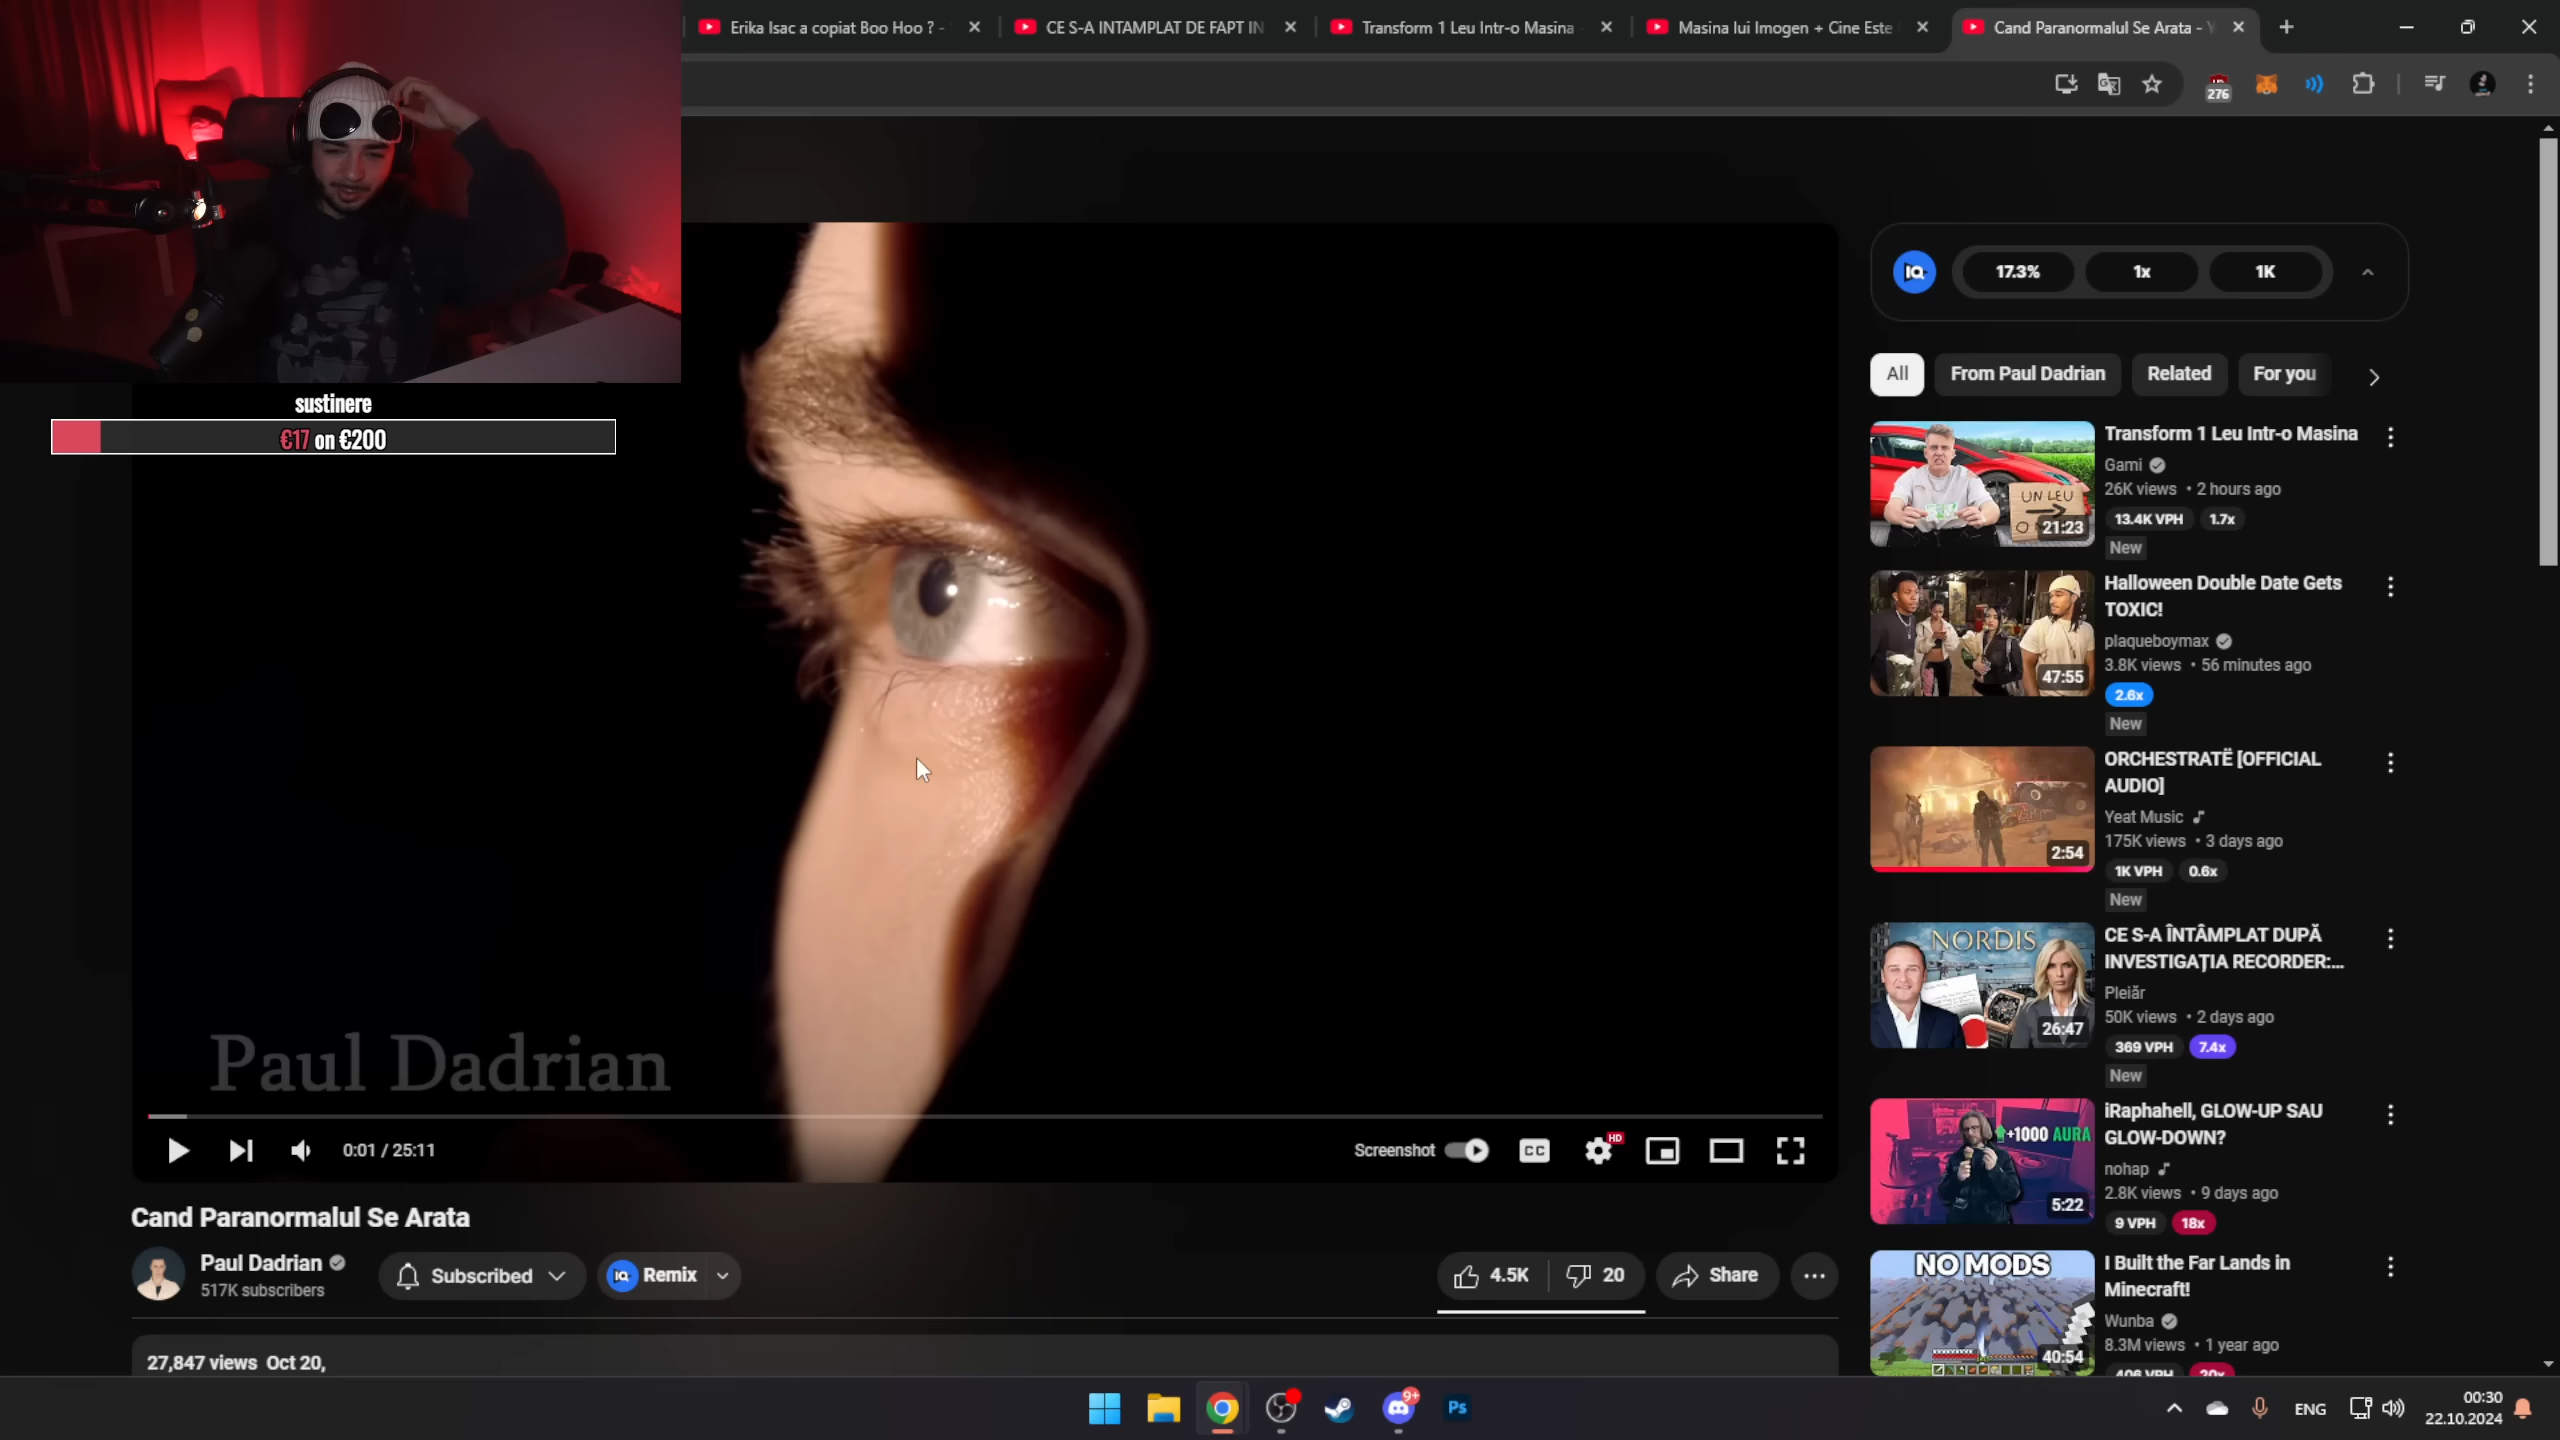 Erika Isac a copiat Boo Hoo ? -
CE S-A INTAMPLAT DE FAPT IN
Transform 1 Leu Intr-o Masina
Masina lui Imogen + Cine Este
Cand Paranormalul Se Arata -
276
sustinere
€17 on €200
Paul Dadrian
0:01 / 25:11
Screenshot
CC
HD
Cand Paranormalul Se Arata
Paul Dadrian
517K subscribers
Subscribed
IQ
Remix
4.5K
20
Share
27,847 views Oct 20,
IQ
17.3%
1x
1K
All
From Paul Dadrian
Related
For you
UN LEU
21:23
Transform 1 Leu Intr-o Masina
Gami
26K views • 2 hours ago
13.4K VPH
1.7x
New
47:55
Halloween Double Date Gets
TOXIC!
plaqueboymax
3.8K views • 56 minutes ago
2.6x
New
2:54
ORCHESTRATË [OFFICIAL
AUDIO]
Yeat Music
175K views • 3 days ago
1K VPH
0.6x
New
NORDIS
26:47
CE S-A ÎNTÂMPLAT DUPĂ
INVESTIGAȚIA RECORDER:...
Pleiăr
50K views • 2 days ago
369 VPH
7.4x
New
+1000 AURA
5:22
iRaphahell, GLOW-UP SAU
GLOW-DOWN?
nohap
2.8K views • 9 days ago
9 VPH
18x
NO MODS
40:54
I Built the Far Lands in
Minecraft!
Wunba
8.3M views • 1 year ago
406 VPH
20x
9+
Ps
ENG
00:30
22.10.2024